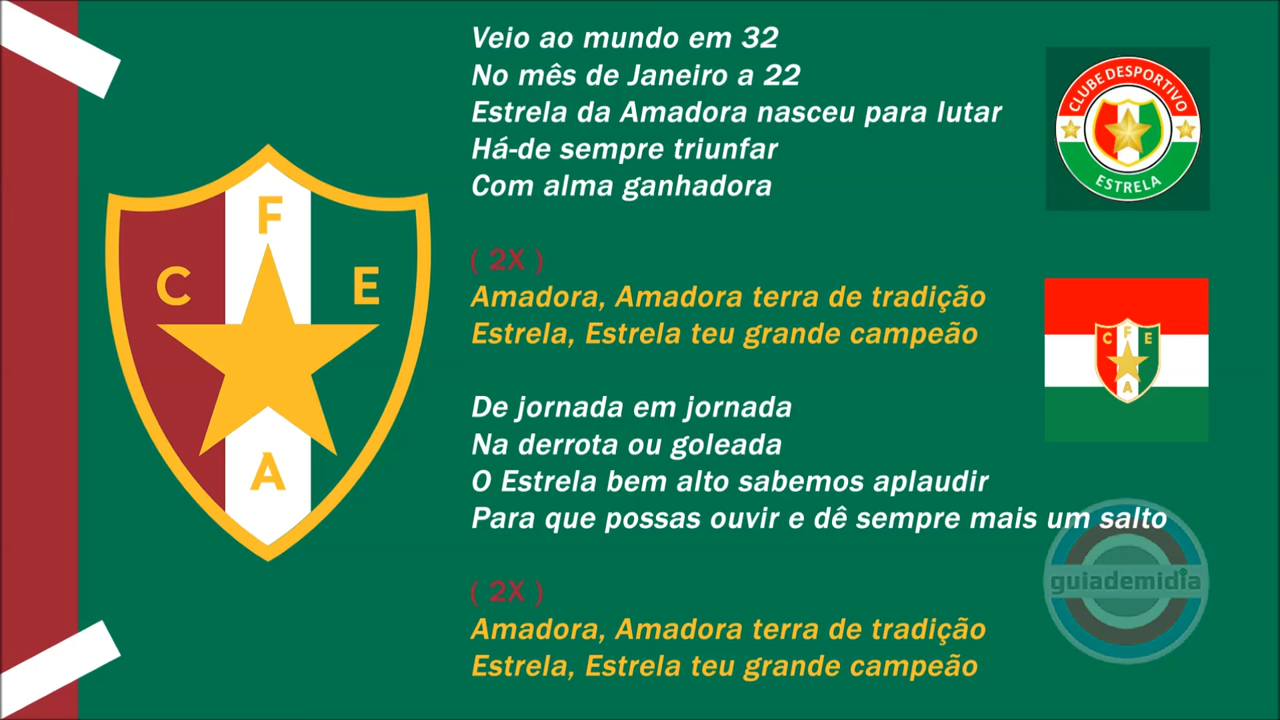 Veio ao mundo em 32
No mês de Janeiro a 22
Estrela da Amadora nasceu para lutar
Há-de sempre triunfar
Com alma ganhadora
( 2X )
Amadora, Amadora terra de tradição
Estrela, Estrela teu grande campeão
De jornada em jornada
Na derrota ou goleada
O Estrela bem alto sabemos aplaudir
Para que possas ouvir e dê sempre mais um salto
( 2X )
Amadora, Amadora terra de tradição
Estrela, Estrela teu grande campeão
C F E A
CLUBE DESPORTIVO
ESTRELA
C F E A
guiademidia